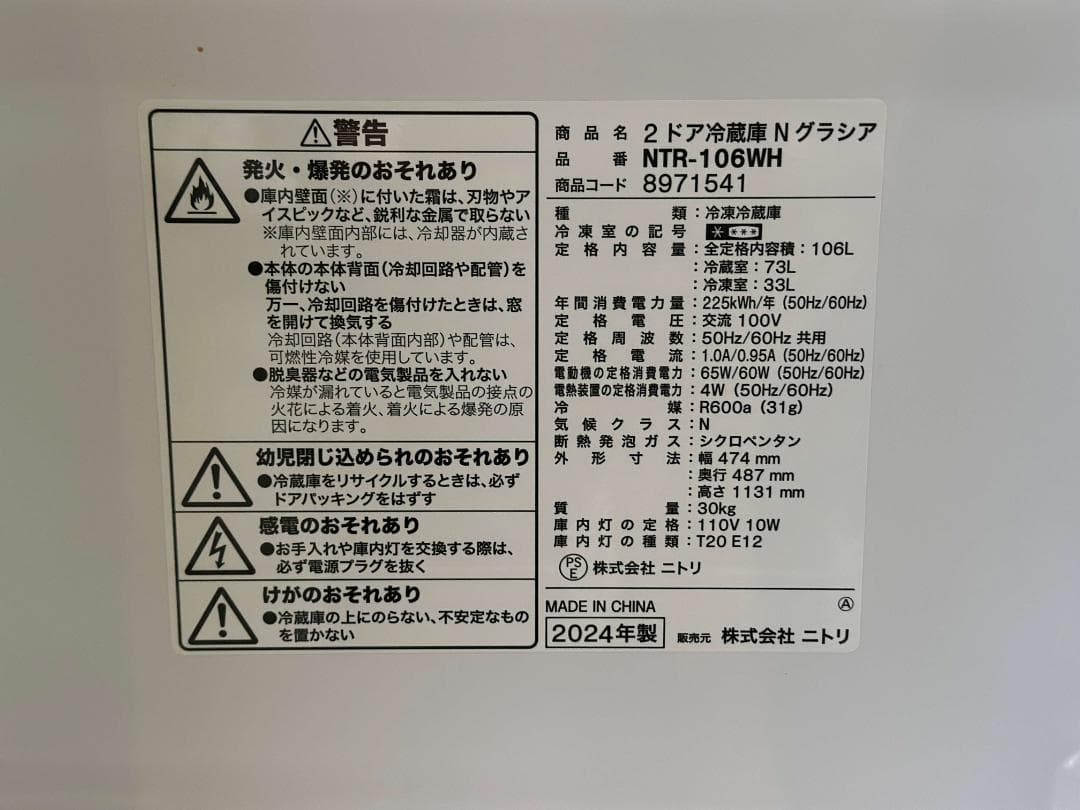 警告
発火・爆発のおそれあり
●庫内壁面(※)に付いた霜は、刃物やア
イスピックなど、鋭利な金属で取らない
※庫内壁面内部には、冷却器が内蔵さ
れています。
●本体の本体背面(冷却回路や配管)を
傷付けない
万一、冷却回路を傷付けたときは、窓
を開けて換気する
冷却回路(本体背面内部)や配管は、
可燃性冷媒を使用しています。
●脱臭器などの電気製品を入れない
冷媒が漏れていると電気製品の接点の
火花による着火、着火による爆発の原
因になります。
幼児閉じ込められのおそれあり
●冷蔵庫をリサイクルするときは、必ず
ドアパッキングをはずす
感電のおそれあり
●お手入れや庫内灯を交換する際は、
必ず電源プラグを抜く
けがのおそれあり
●冷蔵庫の上にのらない、不安定なもの
を置かない
商品名 2ドア冷蔵庫 N グラシア
品番 NTR-106WH
商品コード 8971541
種類:冷凍冷蔵庫
冷凍室の記号 * ***
定格内容量:全定格内容積:106L
:冷蔵室:73L
:冷凍室:33L
年間消費電力量:225kWh/年 (50Hz/60Hz)
定格電圧:交流 100V
定格周波数:50Hz/60Hz 共用
定格電流:1.0A/0.95A (50Hz/60Hz)
電動機の定格消費電力:65W/60W (50Hz/60Hz)
電熱装置の定格消費電力:4W (50Hz/60Hz)
冷媒:R600a (31g)
気候クラス:N
断熱発泡ガス:シクロペンタン
外形寸法:幅 474 mm
:奥行 487 mm
:高さ 1131 mm
質量:30kg
庫内灯の定格:110V 10W
庫内灯の種類:T20 E12
PSE 株式会社 ニトリ
MADE IN CHINA Ⓐ
2024年製 販売元 株式会社 ニトリ